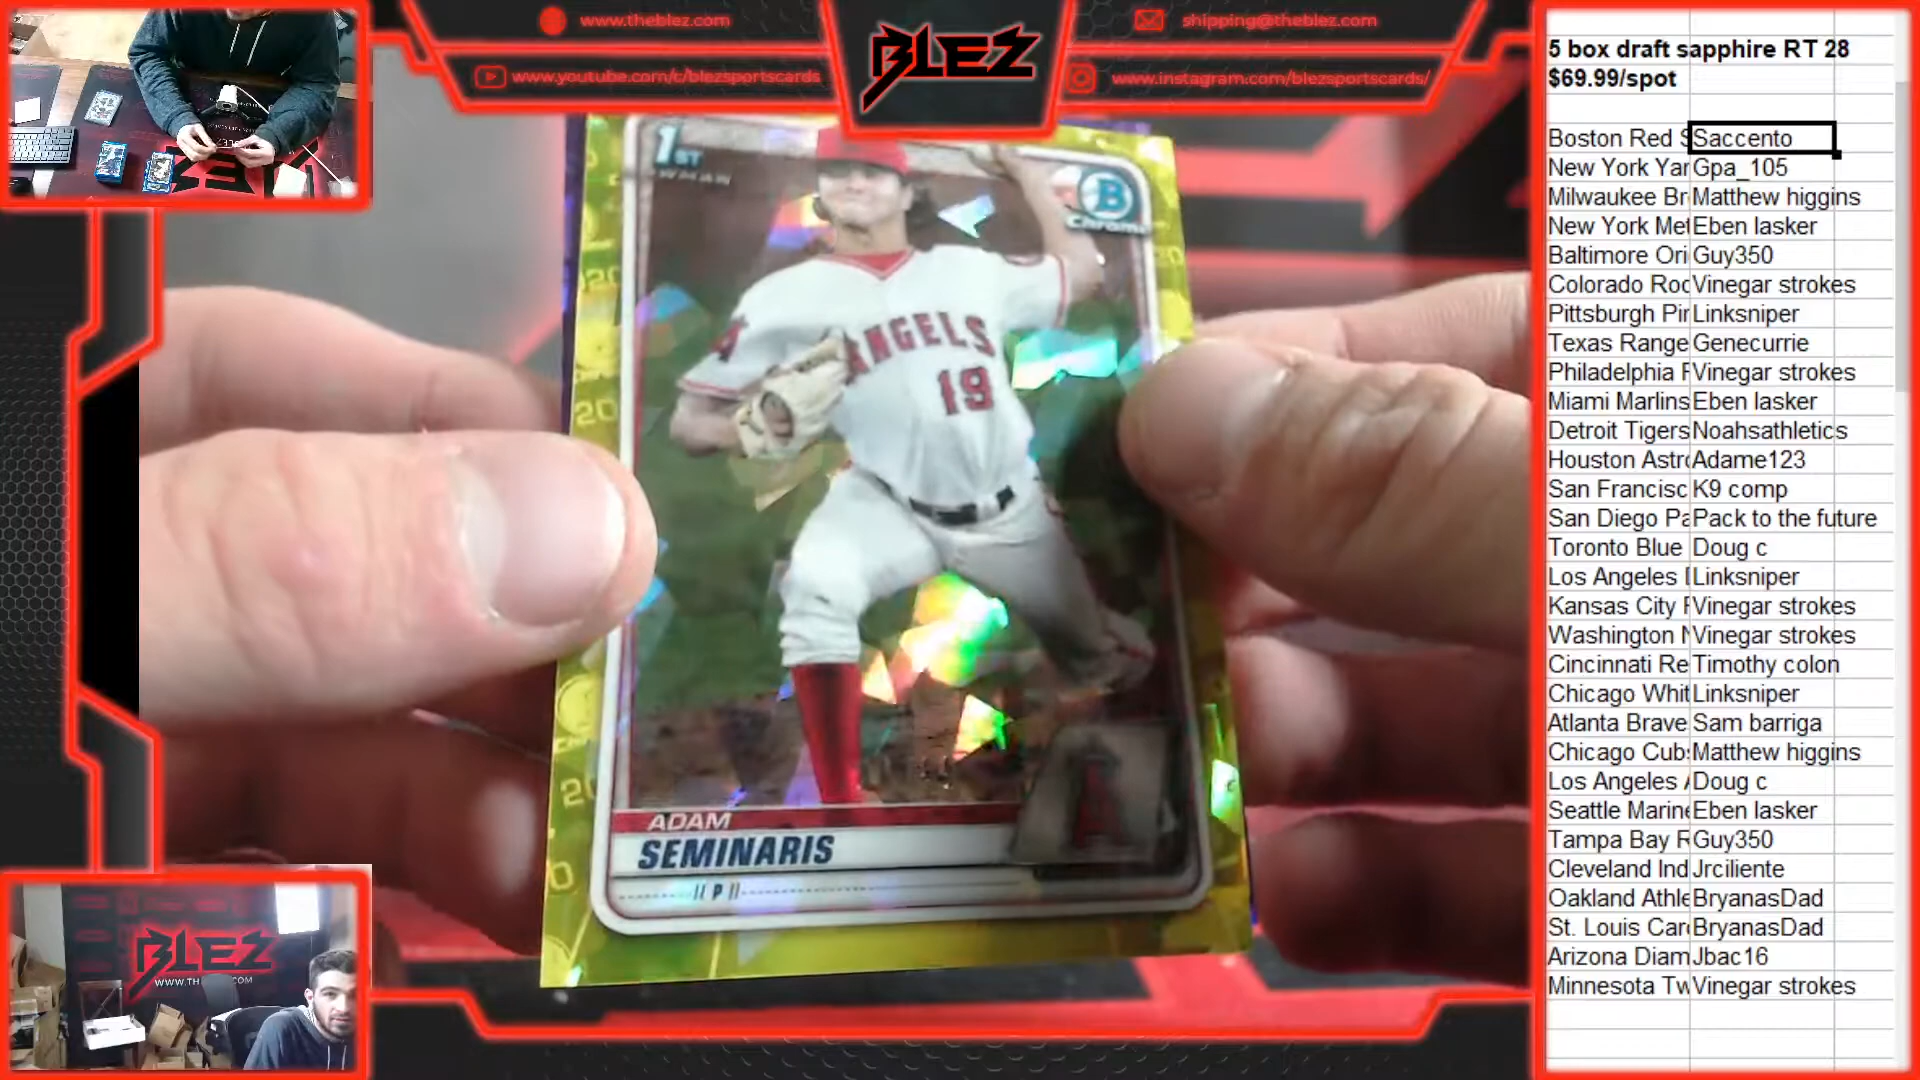 www.theblez.com
shipping@theblez.com
www.youtube.com/c/blezsportscards
www.instagram.com/blezsportscards/
BLEZ
5 box draft sapphire RT 28
$69.99/spot
Boston Red S Saccento
New York Yan Gpa_105
Milwaukee Br Matthew higgins
New York Met Eben lasker
Baltimore Ori Guy350
Colorado Roc Vinegar strokes
Pittsburgh Pir Linksniper
Texas Range Genecurrie
Philadelphia P Vinegar strokes
Miami Marlins Eben lasker
Detroit Tigers Noahsathletics
Houston Astro Adame123
San Francisc K9 comp
San Diego Pa Pack to the future
Toronto Blue Doug c
Los Angeles D Linksniper
Kansas City R Vinegar strokes
Washington N Vinegar strokes
Cincinnati Re Timothy colon
Chicago Whit Linksniper
Atlanta Brave Sam barriga
Chicago Cubs Matthew higgins
Los Angeles A Doug c
Seattle Marine Eben lasker
Tampa Bay R Guy350
Cleveland Ind Jrciliente
Oakland Athle BryanasDad
St. Louis Card BryanasDad
Arizona Diam Jbac16
Minnesota Tw Vinegar strokes
1ST
B
Chrome
ANGELS
19
A
ADAM
SEMINARIS
P
BLEZ